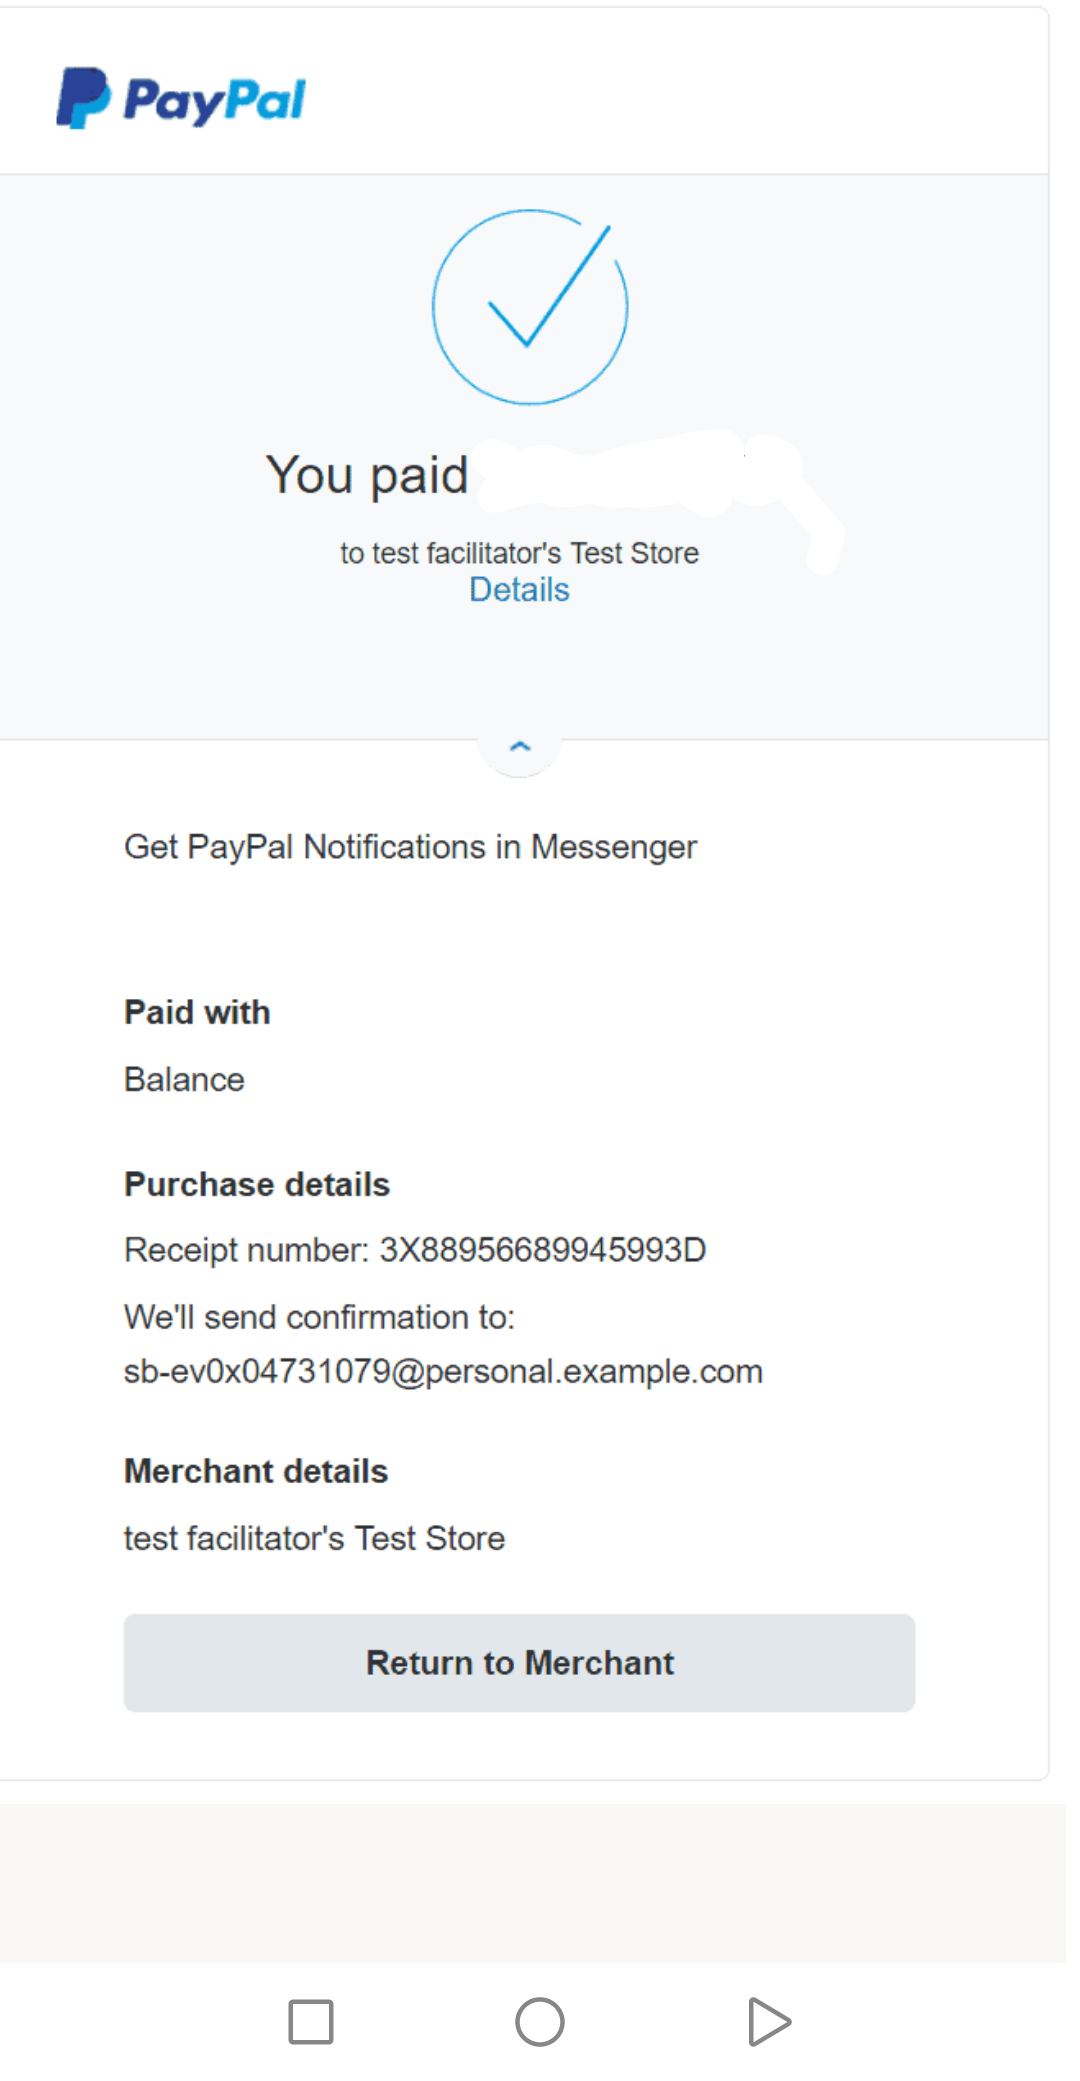 PayPal
You paid
to test facilitator's Test Store
Details
Get PayPal Notifications in Messenger
Paid with
Balance
Purchase details
Receipt number: 3X88956689945993D
We'll send confirmation to:
sb-ev0x04731079@personal.example.com
Merchant details
test facilitator's Test Store
Return to Merchant